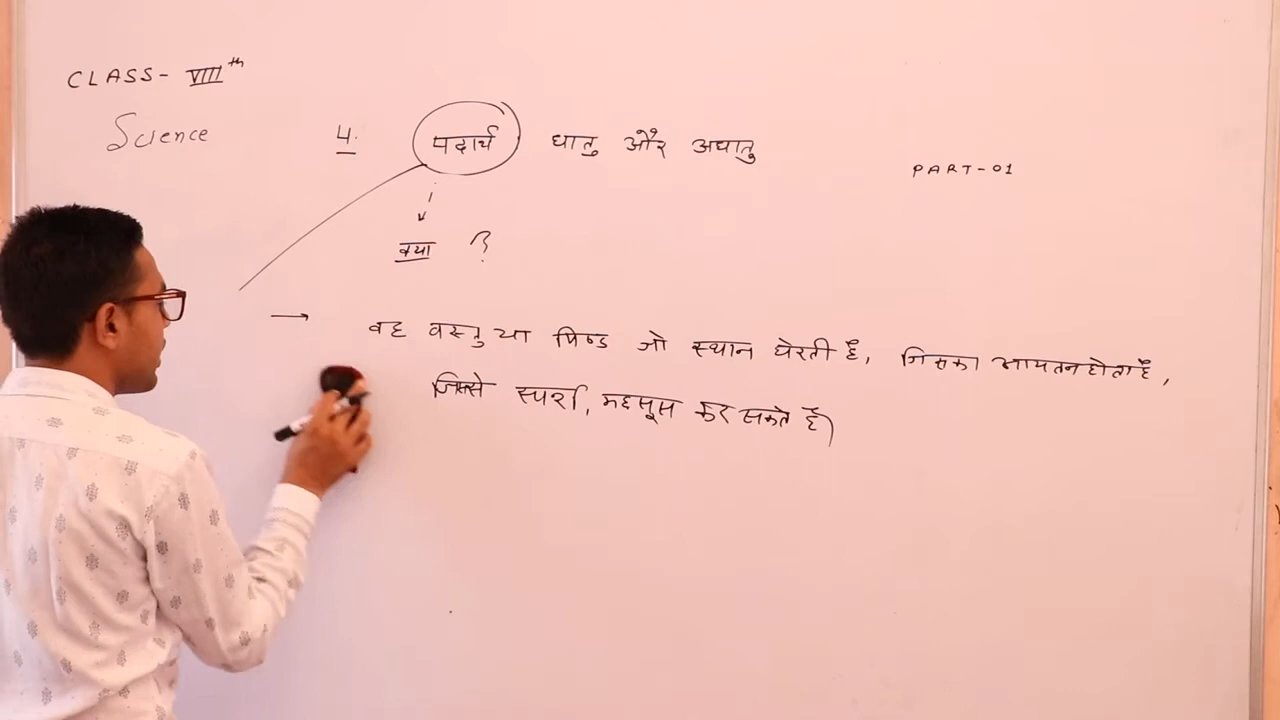 CLASS- VIII th
Science
4. पदार्थ धातु और अधातु
PART-01
क्या ?
→ वह वस्तु या पिण्ड जो स्थान घेरती है, जिसका आयतन होता है,
जिससे स्पर्श, महसूस कर सकते है।